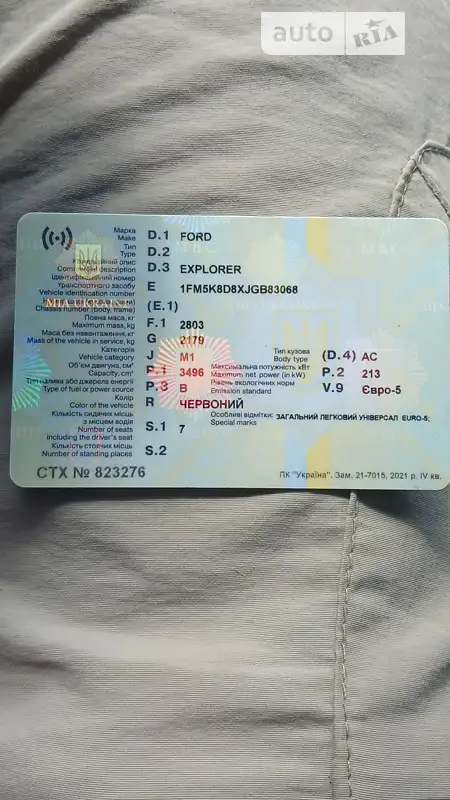 auto RIA
Марка
Make D.1 FORD
Тип
Type D.2
Комерційний опис
Commercial description D.3 EXPLORER
Ідентифікаційний номер
транспортного засобу E 1FM5K8D8XJGB83068
Vehicle identification number
MIA UKRAINE
Chassis number (body, frame) (E.1)
Повна маса, кг
Maximum mass, kg F.1 2803
Маса без навантаження, кг
Mass of the vehicle in service, kg G 2179
Категорія
Vehicle category J M1 Тип кузова
Body type (D.4) AC
Об'єм двигуна, см³
Capacity, cm³ P.1 3496 Максимальна потужність кВт
Maximum net power (in kW) P.2 213
Тип палива або джерела енергії
Type of fuel or power source P.3 B Рівень екологічних норм
Emission standard V.9 Євро-5
Колір
Color of the vehicle R ЧЕРВОНИЙ
Кількість сидячих місць
з місцем водія
Number of seats
including the driver's seat S.1 7
Особливі відмітки: ЗАГАЛЬНИЙ ЛЕГКОВИЙ УНІВЕРСАЛ EURO-5;
Special marks
Кількість стоячих місць
Number of standing places S.2
СТХ № 823276
ПК "Україна". Зам. 21-7015. 2021 р. IV кв.